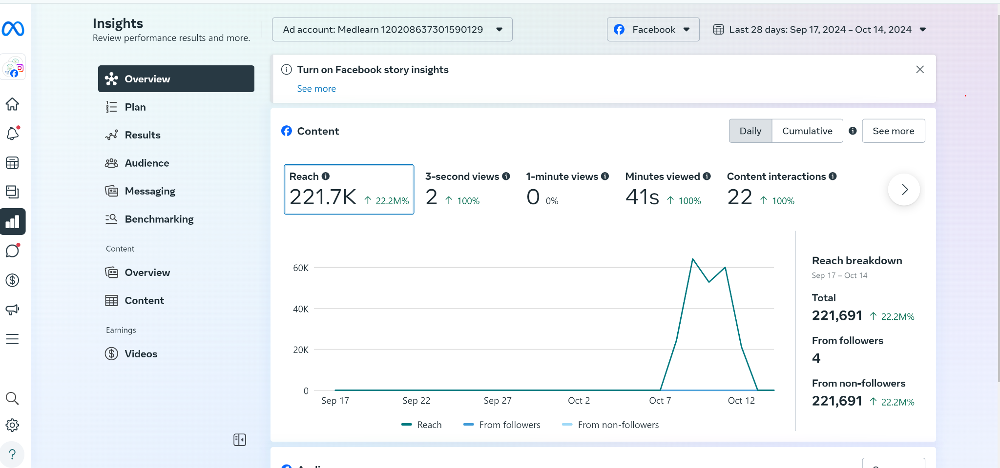 Insights
Review performance results and more.
Ad account: Medlearn 120208637301590129
Facebook
Last 28 days: Sep 17, 2024 – Oct 14, 2024
Overview
Plan
Results
Audience
Messaging
Benchmarking
Content
Overview
Content
Earnings
Videos
Turn on Facebook story insights
See more
Content
Daily
Cumulative
See more
Reach
221.7K ↑ 22.2M%
3-second views
2 ↑ 100%
1-minute views
0 0%
Minutes viewed
41s ↑ 100%
Content interactions
22 ↑ 100%
60K
40K
20K
0
Sep 17
Sep 22
Sep 27
Oct 2
Oct 7
Oct 12
Reach
From followers
From non-followers
Reach breakdown
Sep 17 – Oct 14
Total
221,691 ↑ 22.2M%
From followers
4
From non-followers
221,691 ↑ 22.2M%
?